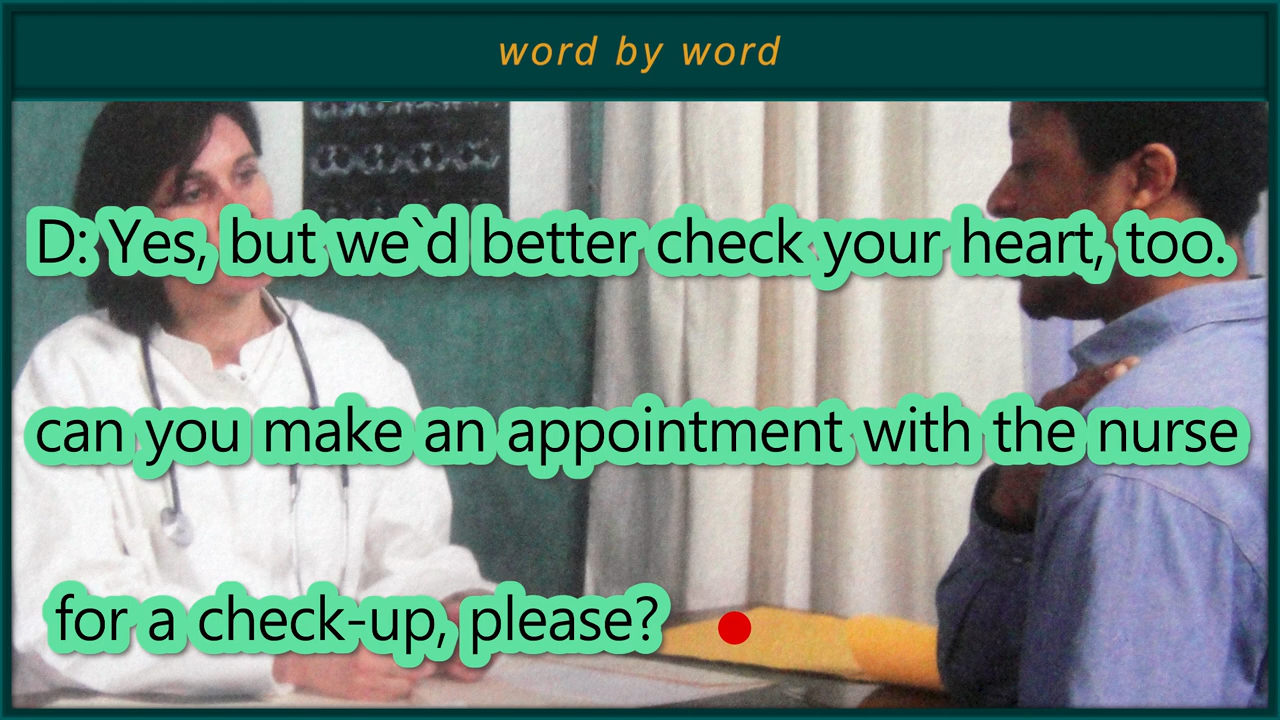 word by word
D: Yes, but we`d better check your heart, too.
can you make an appointment with the nurse
for a check-up, please?